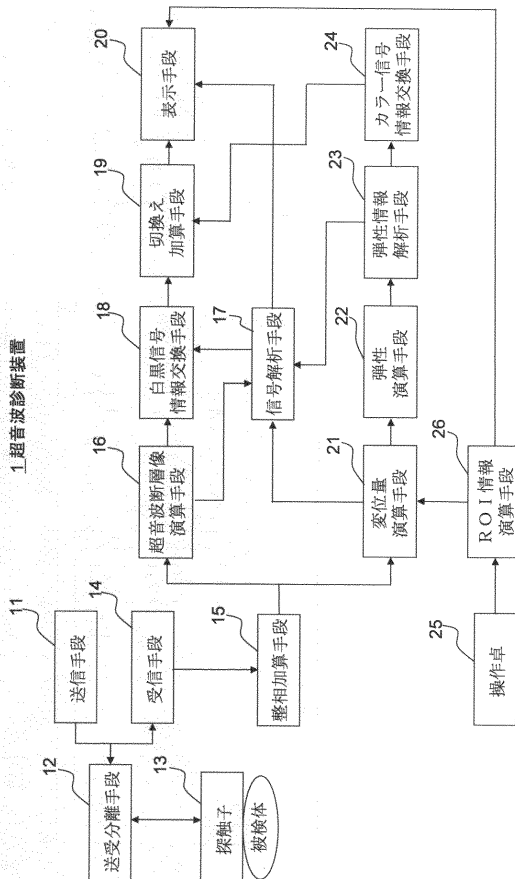 1 超音波診断装置
11
送信手段
12
送受分離手段
13
探触子
被検体
14
受信手段
15
整相加算手段
16
超音波断層像
演算手段
17
信号解析手段
18
白黒信号
情報交換手段
19
切換え
加算手段
20
表示手段
21
変位量
演算手段
22
弾性
演算手段
23
弾性情報
解析手段
24
カラー信号
情報交換手段
25
操作卓
26
ROI情報
演算手段